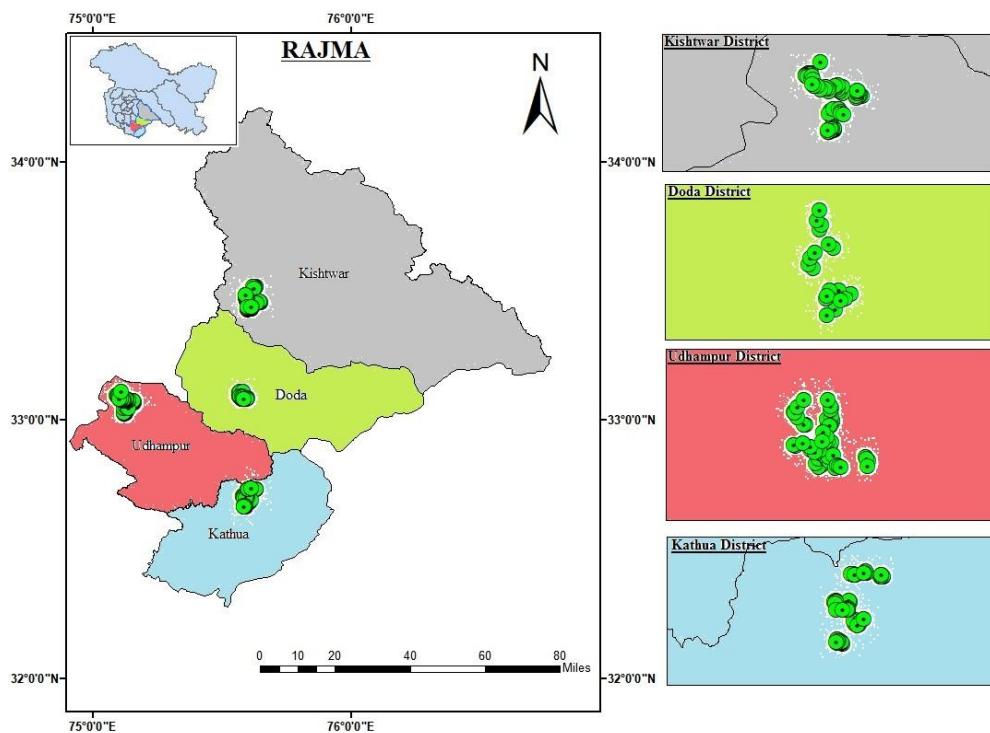 75°0'0"E 76°0'0"E
RAJMA
N
34°0'0"N
34°0'0"N
Kishtwar
Doda
33°0'0"N
33°0'0"N
Udhampur
Kathua
0 5 10 20 40 60 80
Miles
32°0'0"N
32°0'0"N
75°0'0"E 76°0'0"E
Kishtwar District
Doda District
Udhampur District
Kathua District